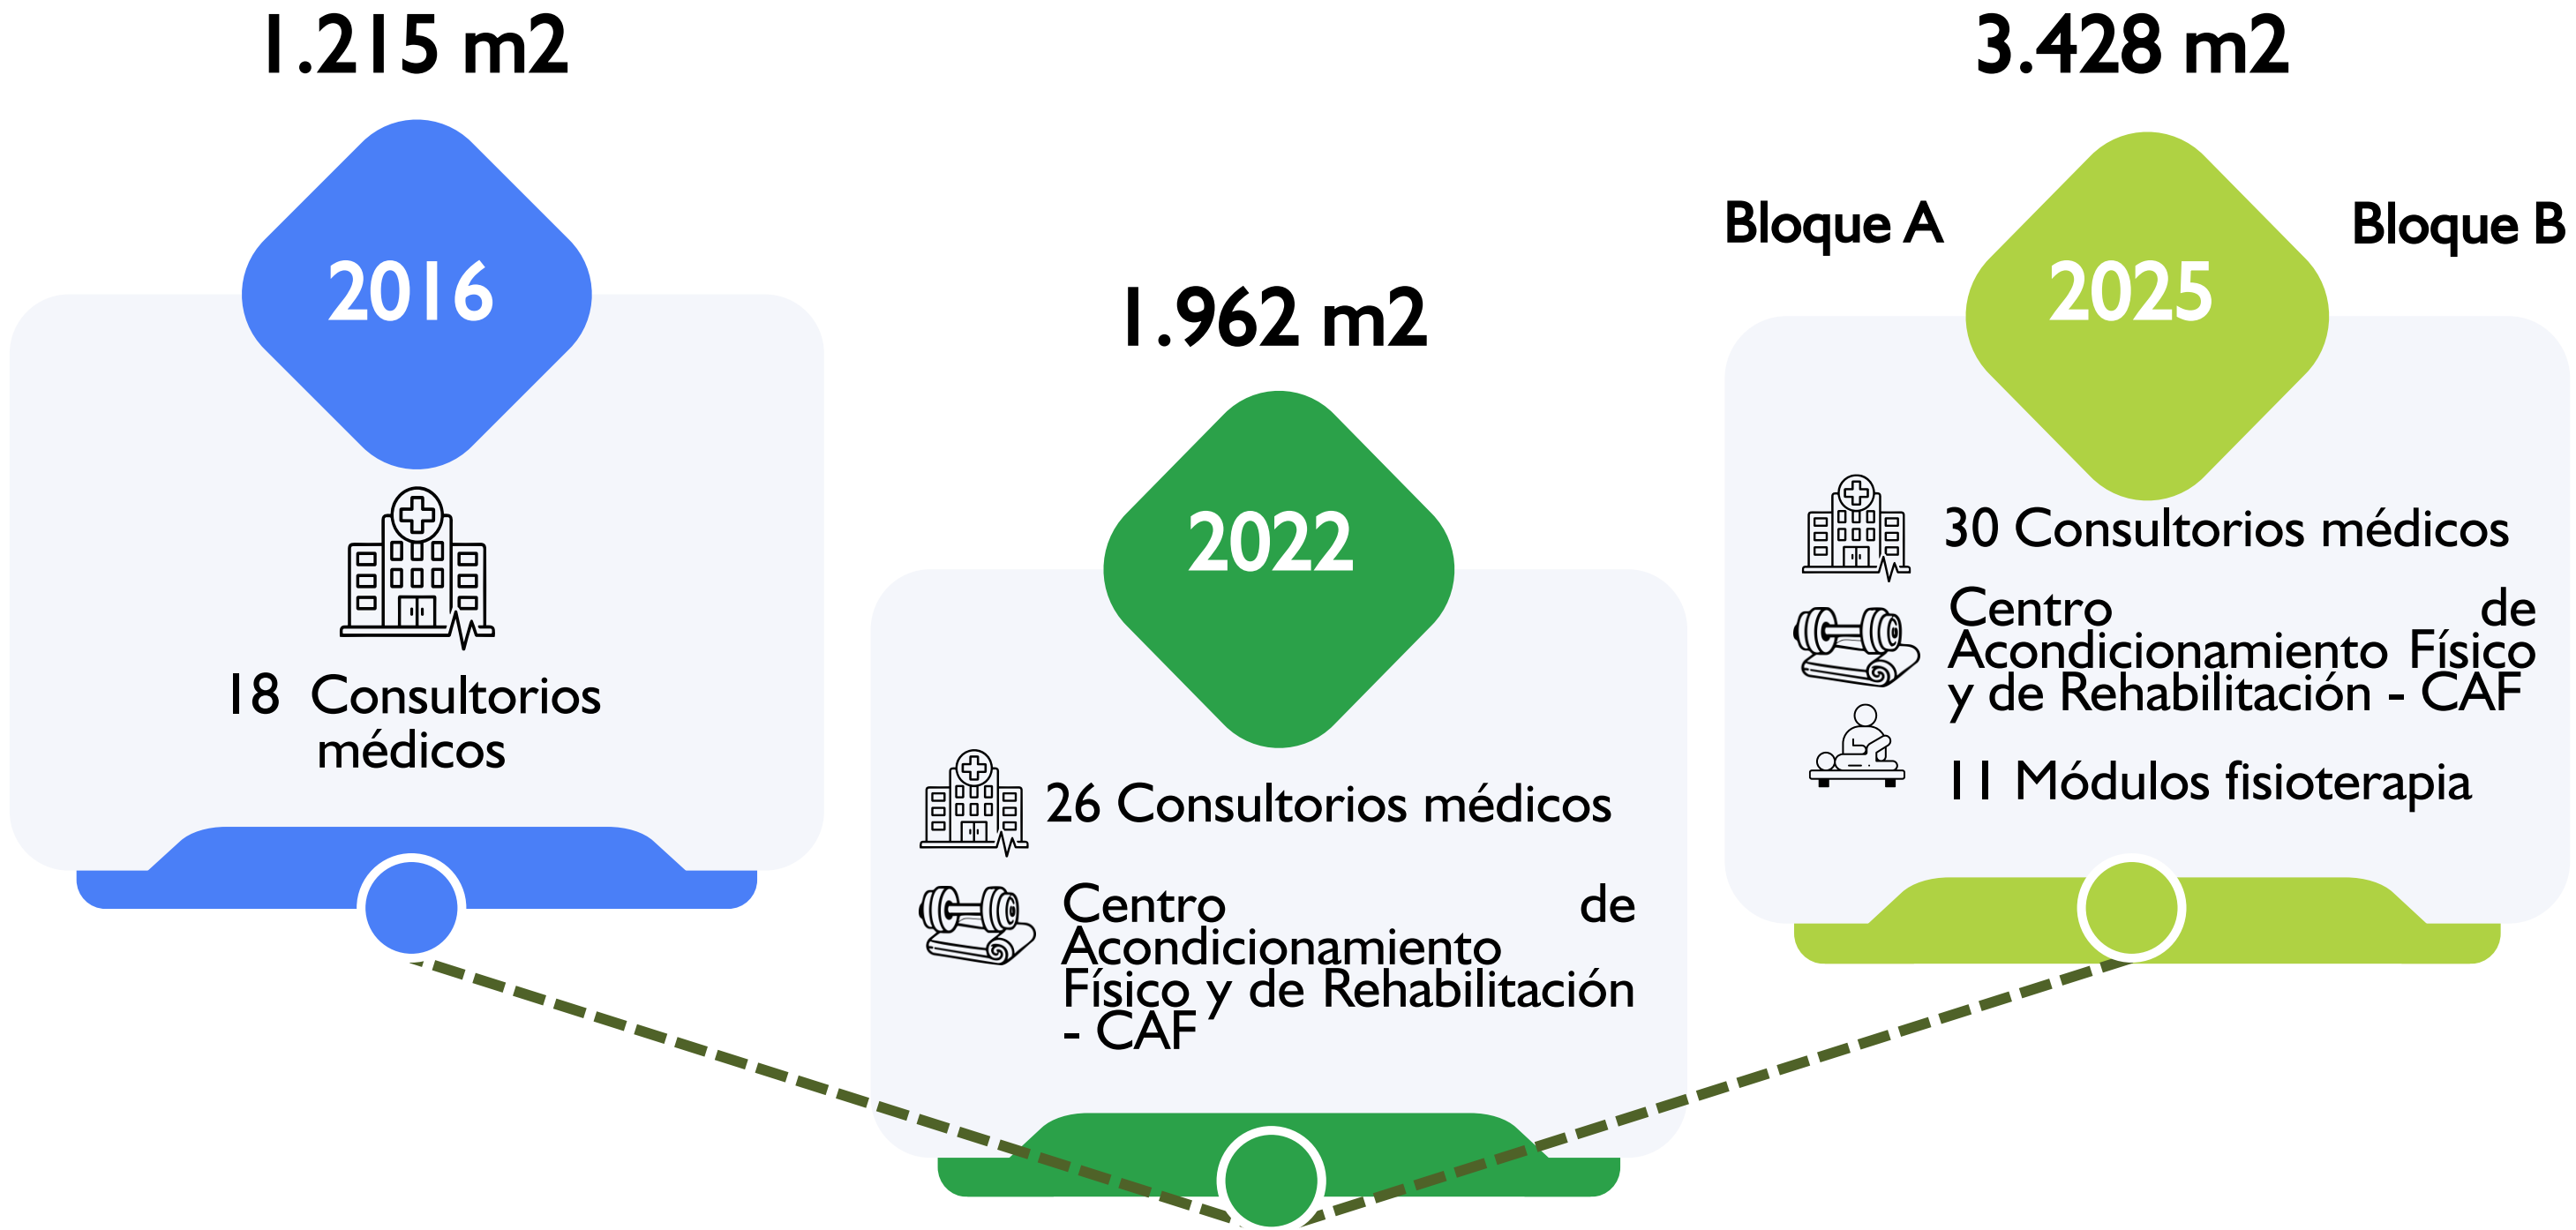 1.215 m2
2016
18 Consultorios
médicos
1.962 m2
2022
26 Consultorios médicos
Centro de
Acondicionamiento
Físico y de Rehabilitación
- CAF
3.428 m2
Bloque A
2025
Bloque B
30 Consultorios médicos
Centro de
Acondicionamiento Físico
y de Rehabilitación - CAF
11 Módulos fisioterapia